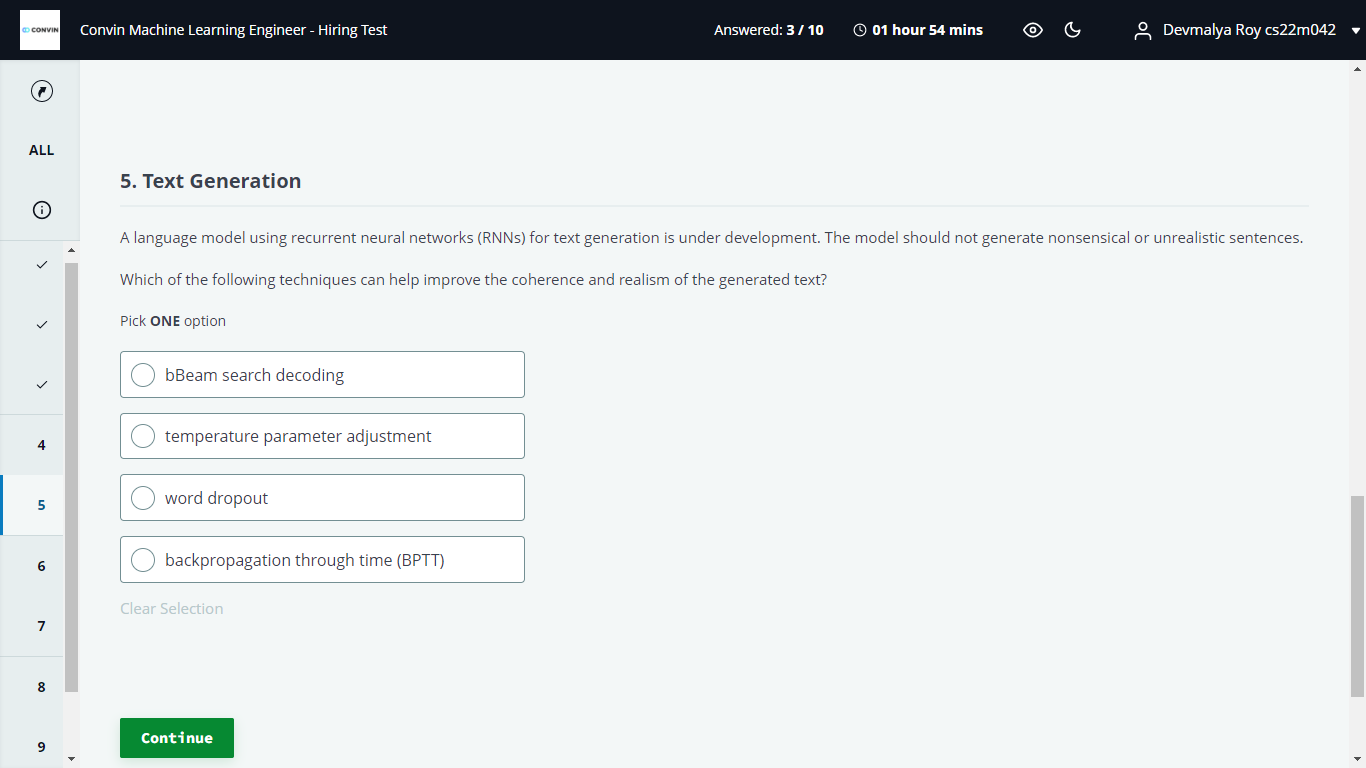 CONVIN
Convin Machine Learning Engineer - Hiring Test
Answered: 3 / 10
01 hour 54 mins
Devmalya Roy cs22m042
ALL
4
5
6
7
8
9
5. Text Generation
A language model using recurrent neural networks (RNNs) for text generation is under development. The model should not generate nonsensical or unrealistic sentences.
Which of the following techniques can help improve the coherence and realism of the generated text?
Pick ONE option
bBeam search decoding
temperature parameter adjustment
word dropout
backpropagation through time (BPTT)
Clear Selection
Continue